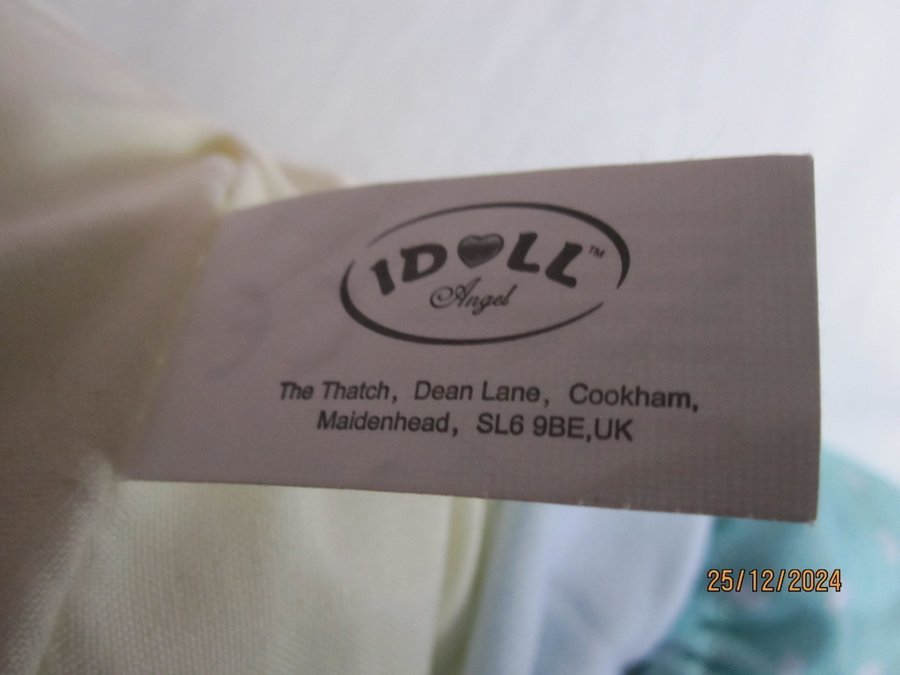 IDOLL™
Angel
The Thatch, Dean Lane, Cookham,
Maidenhead, SL6 9BE,UK
25/12/2024